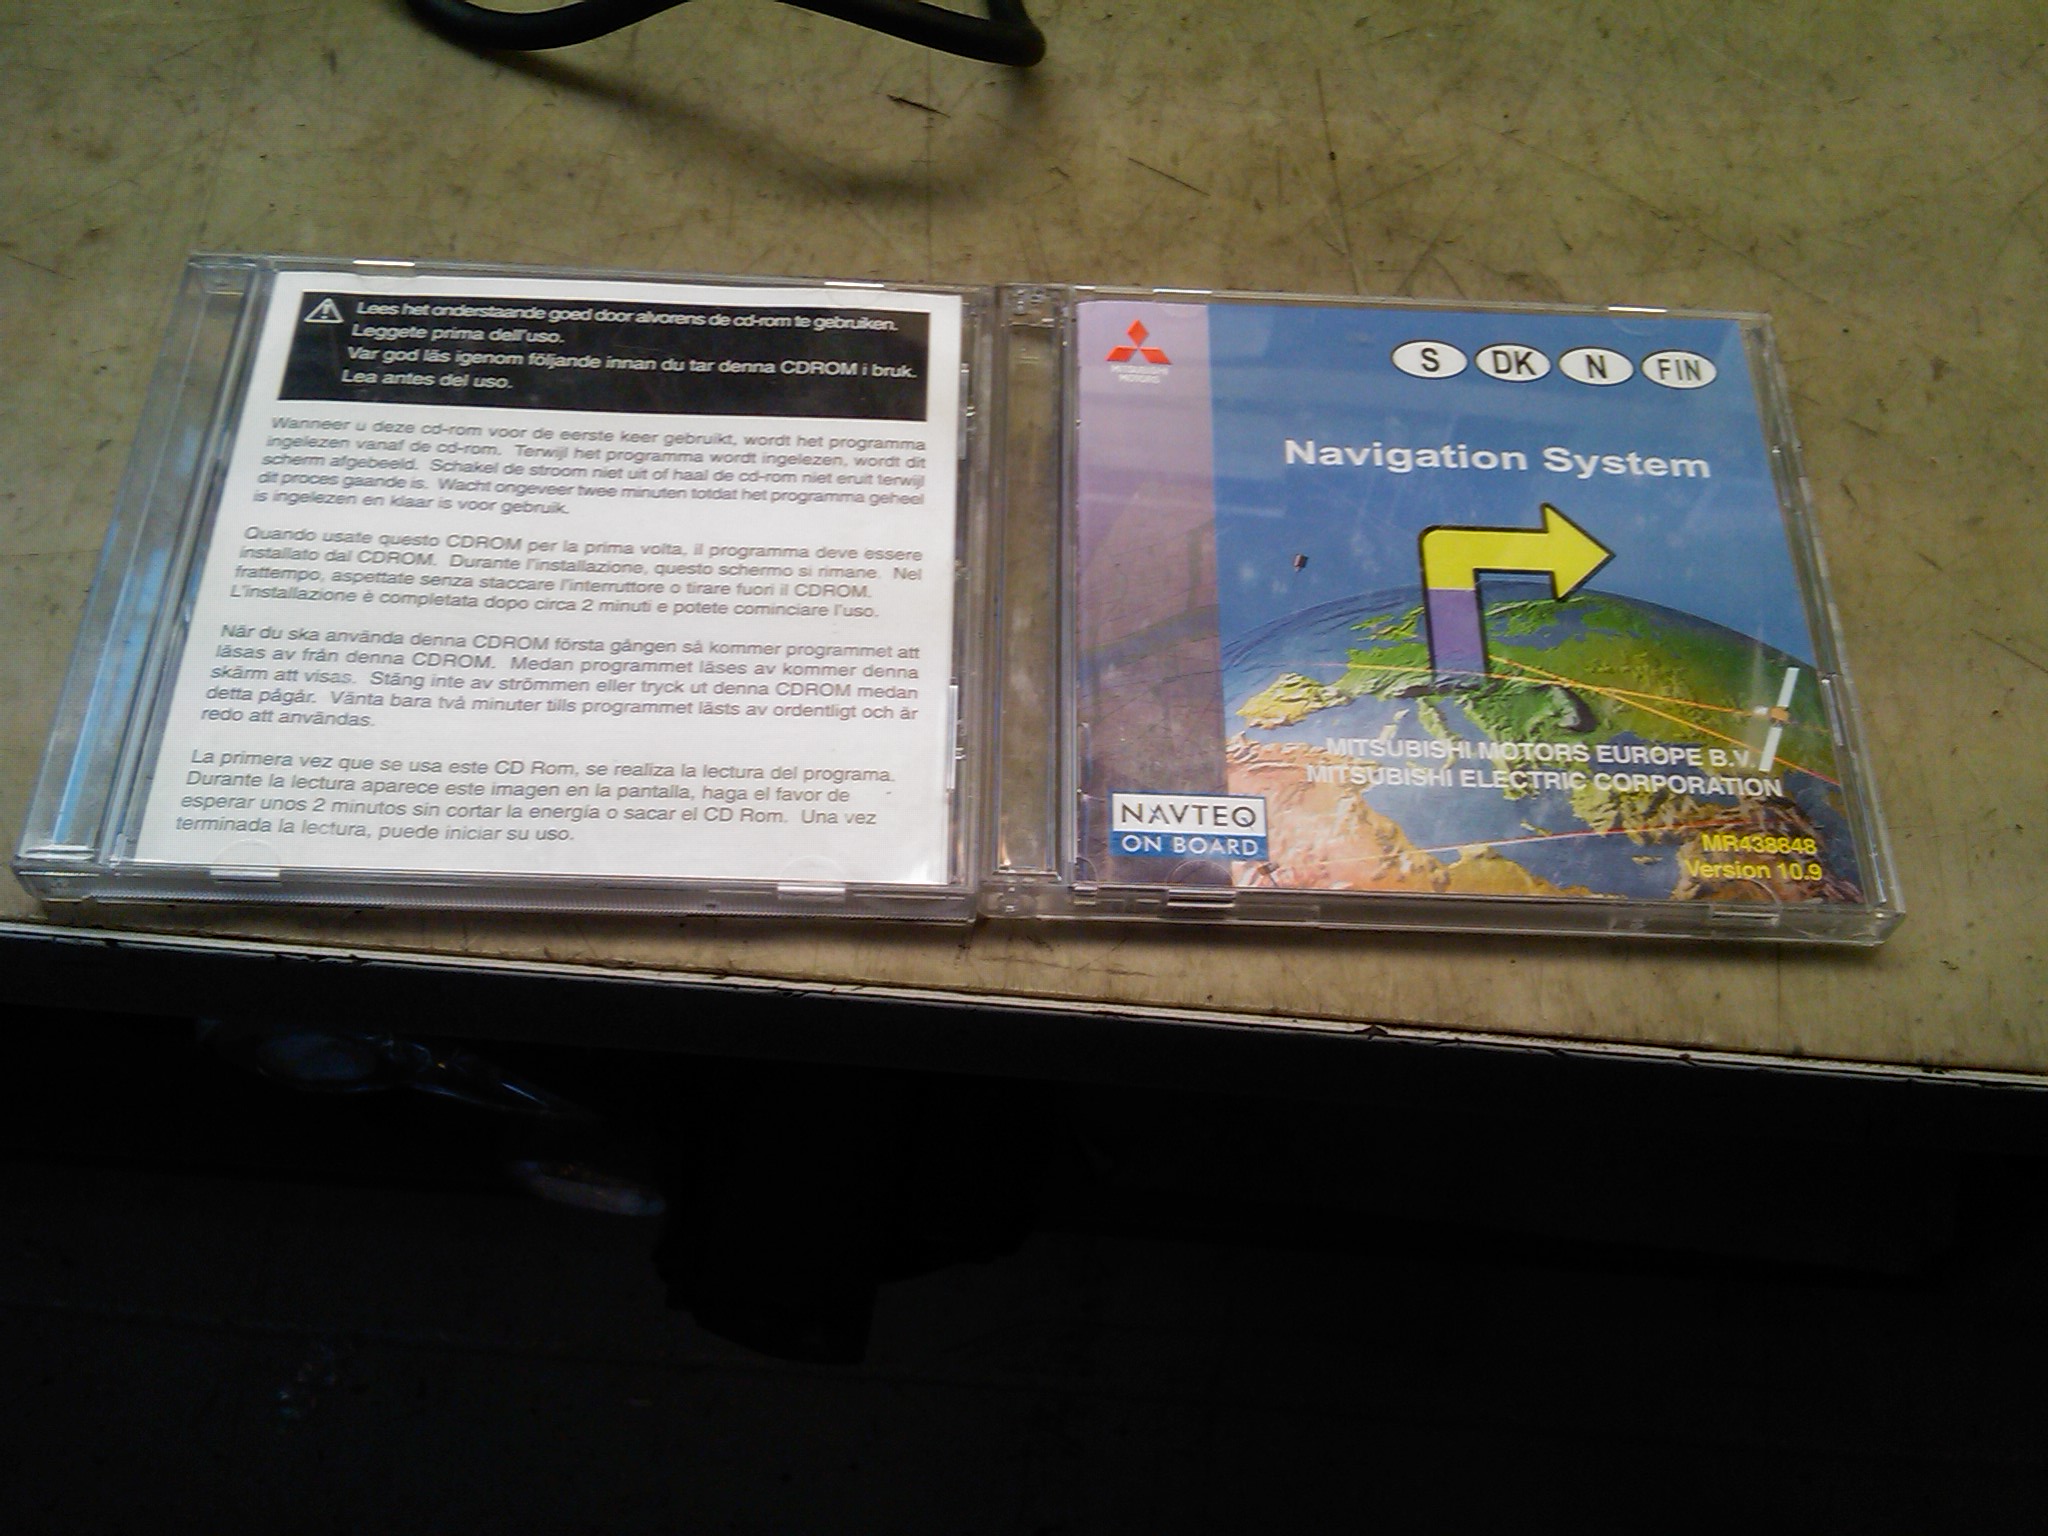 Lees het onderstaande goed door alvorens de cd-rom te gebruiken.
Leggete prima dell'uso.
Var god läs igenom följande innan du tar denna CDROM i bruk.
Lea antes del uso.
Wanneer u deze cd-rom voor de eerste keer gebruikt, wordt het programma
ingelezen vanaf de cd-rom. Terwijl het programma wordt ingelezen, wordt dit
scherm afgebeeld. Schakel de stroom niet uit of haal de cd-rom niet eruit terwijl
dit proces gaande is. Wacht ongeveer twee minuten totdat het programma geheel
is ingelezen en klaar is voor gebruik.
Quando usate questo CDROM per la prima volta, il programma deve essere
installato dal CDROM. Durante l'installazione, questo schermo si rimane. Nel
frattempo, aspettate senza staccare l'interruttore o tirare fuori il CDROM.
L'installazione è completata dopo circa 2 minuti e potete cominciare l'uso.
När du ska använda denna CDROM första gången så kommer programmet att
läsas av från denna CDROM. Medan programmet läses av kommer denna
skärm att visas. Stäng inte av strömmen eller tryck ut denna CDROM medan
detta pågår. Vänta bara två minuter tills programmet lästs av ordentligt och är
redo att användas.
La primera vez que se usa este CD Rom, se realiza la lectura del programa.
Durante la lectura aparece este imagen en la pantalla, haga el favor de
esperar unos 2 minutos sin cortar la energío o sacar el CD Rom. Una vez
terminada la lectura, puede iniciar su uso.
MITSUBISHI
MOTORS
S DK N FIN
Navigation System
MITSUBISHI MOTORS EUROPE B.V.
MITSUBISHI ELECTRIC CORPORATION
NAVTEQ
ON BOARD
MR438848
Version 10.9